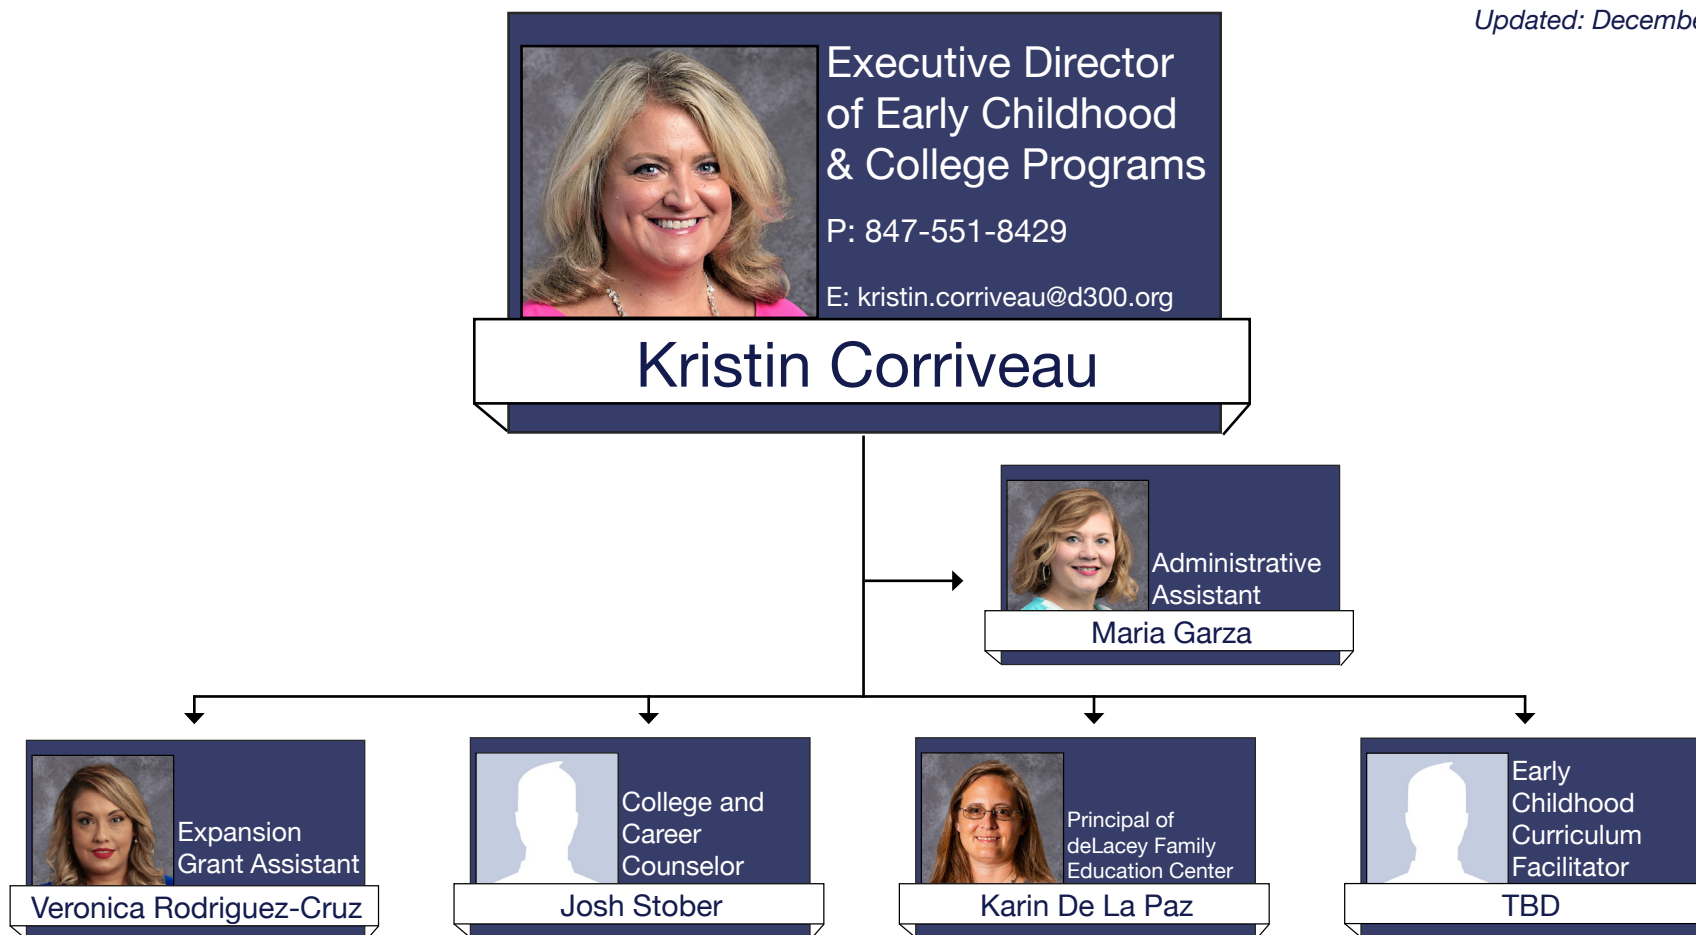 Updated: Decembe
Executive Director
of Early Childhood
& College Programs
P: 847-551-8429
E: kristin.corriveau@d300.org
Kristin Corriveau
Administrative
Assistant
Maria Garza
Expansion
Grant Assistant
Veronica Rodriguez-Cruz
College and
Career
Counselor
Josh Stober
Principal of
deLacey Family
Education Center
Karin De La Paz
Early
Childhood
Curriculum
Facilitator
TBD